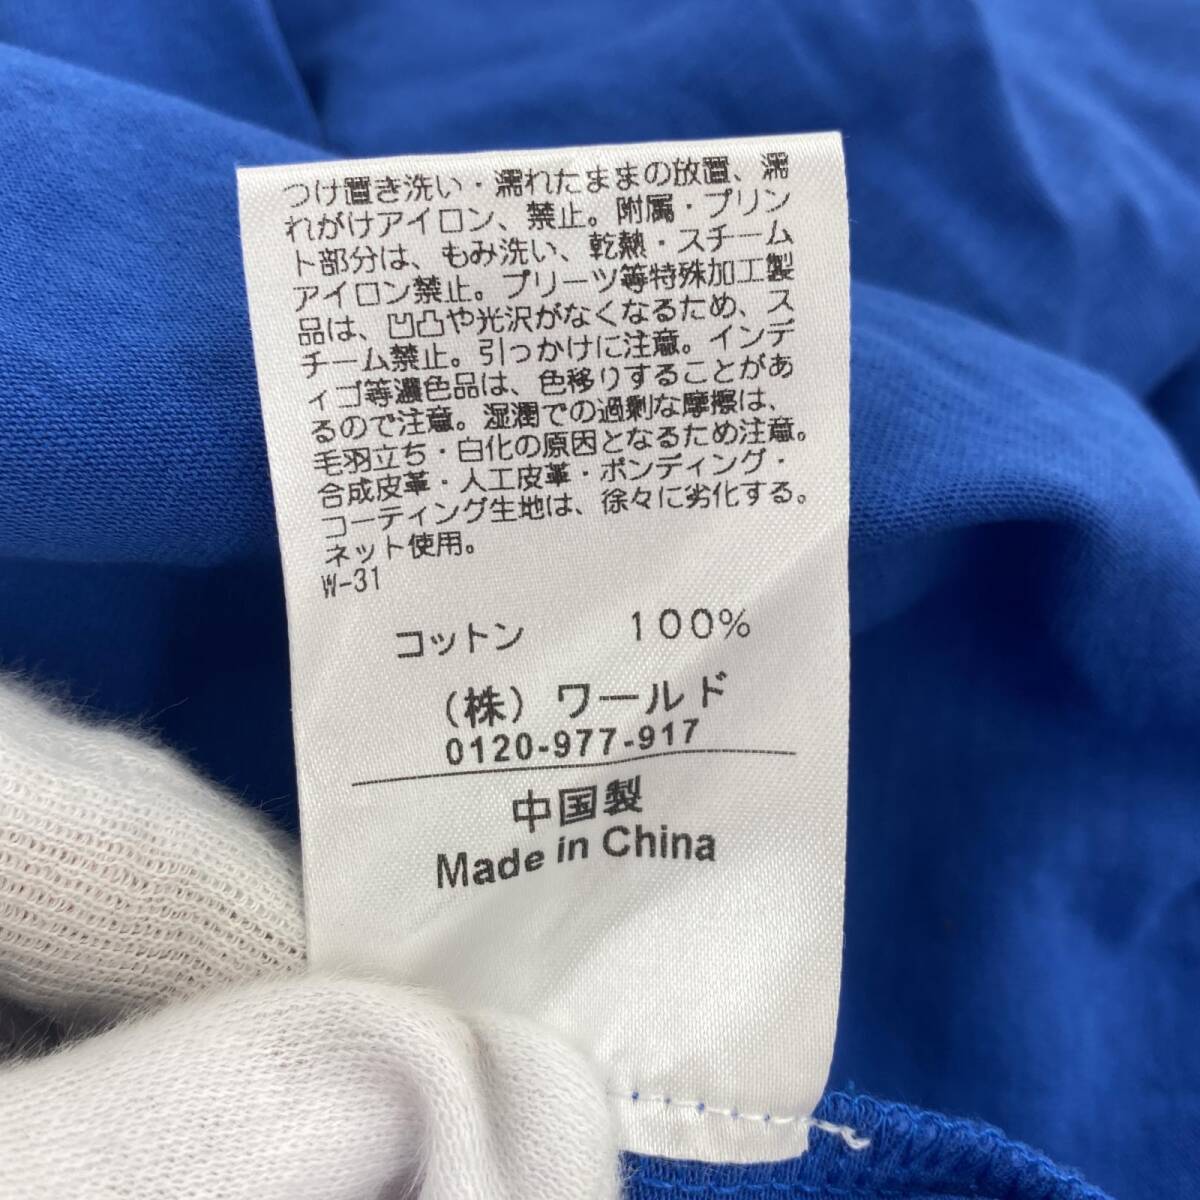 つけ置き洗い・濡れたままの放置、濡
れがけアイロン、禁止。附属・プリン
ト部分は、もみ洗い、乾熱・スチーム
アイロン禁止。プリーツ等特殊加工製
品は、凹凸や光沢がなくなるため、ス
チーム禁止。引っかけに注意。インデ
ィゴ等濃色品は、色移りすることがあ
るので注意。湿潤での過剰な摩擦は、
毛羽立ち・白化の原因となるため注意。
合成皮革・人工皮革・ボンディング・
コーティング生地は、徐々に劣化する。
ネット使用。
W-31
コットン 100%
(株) ワールド
0120-977-917
中国製
Made in China